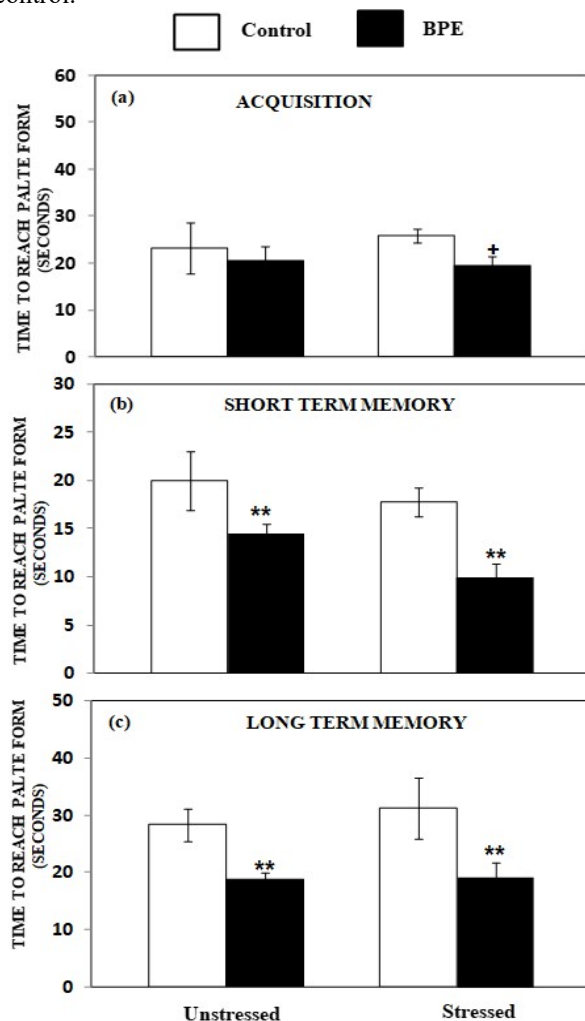 control.
Control BPE
(a) ACQUISITION
TIME TO REACH PALTE FORM
(SECONDS)
60
50
40
30
20
10
0
+
(b) SHORT TERM MEMORY
TIME TO REACH PALTE FORM
(SECONDS)
30
25
20
15
10
5
0
**
**
(c) LONG TERM MEMORY
TIME TO REACH PALTE FORM
(SECONDS)
50
40
30
20
10
0
**
**
Unstressed Stressed